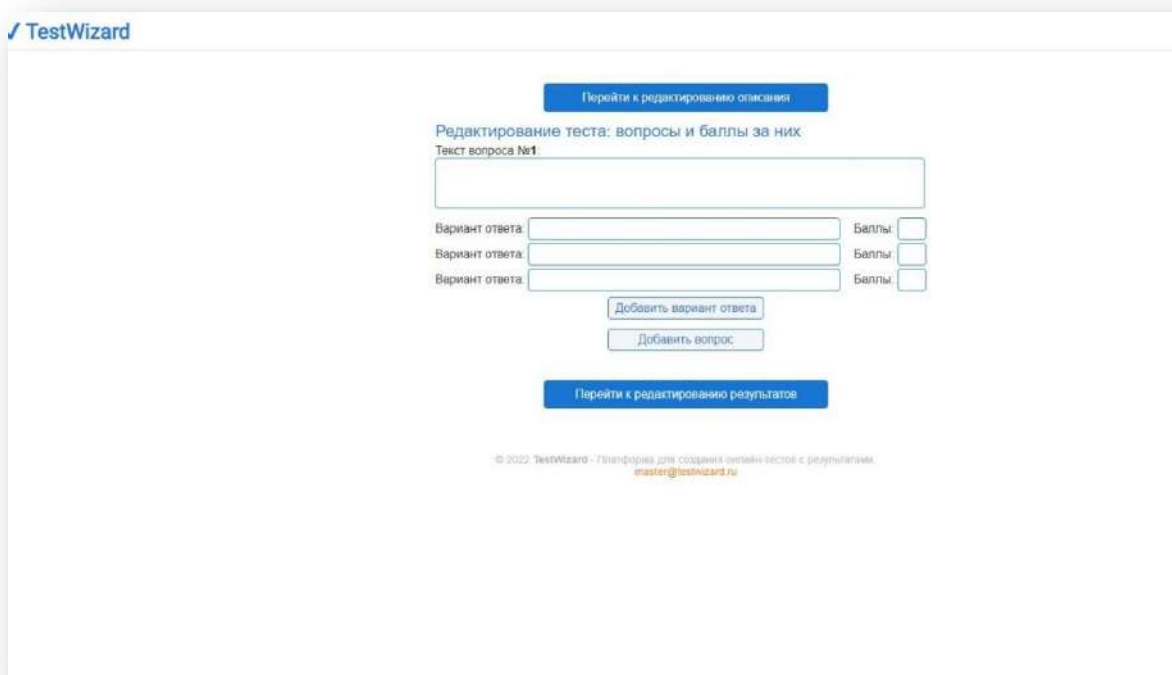 ✓ TestWizard
Перейти к редактированию описания
Редактирование теста: вопросы и баллы за них
Текст вопроса №1:
Вариант ответа: Баллы:
Вариант ответа: Баллы:
Вариант ответа: Баллы:
Добавить вариант ответа
Добавить вопрос
Перейти к редактированию результатов
© 2022 TestWizard - Платформа для создания онлайн-тестов с результатами.
master@testwizard.ru